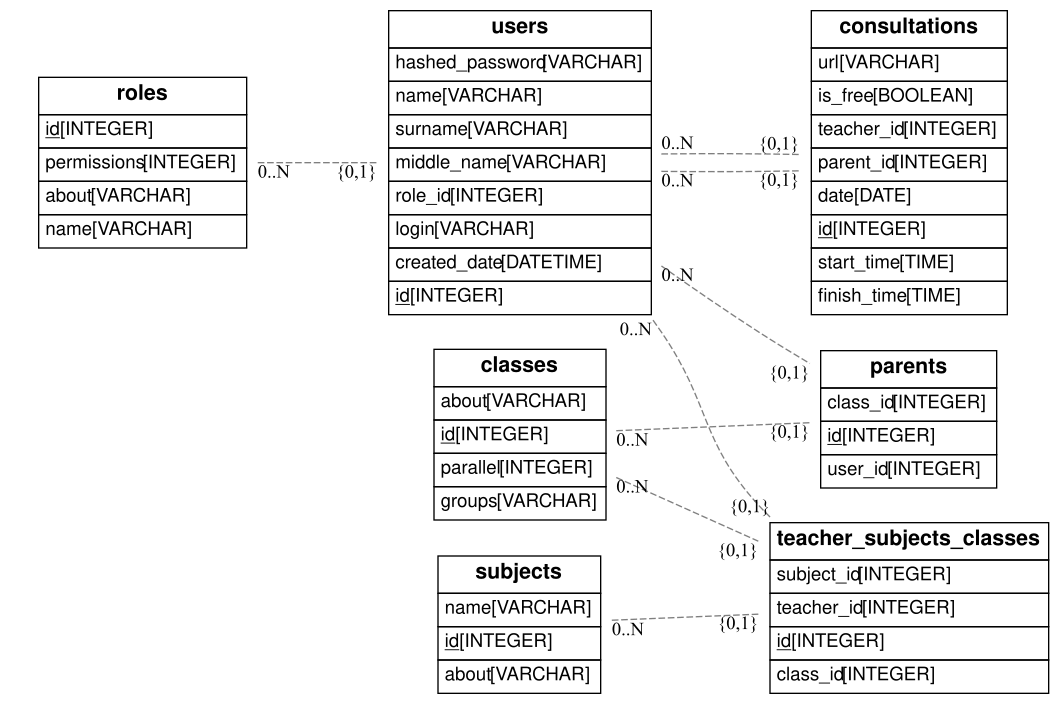 roles
id[INTEGER]
permissions[INTEGER]
about[VARCHAR]
name[VARCHAR]
0..N {0,1}
users
hashed_password[VARCHAR]
name[VARCHAR]
surname[VARCHAR]
middle_name[VARCHAR]
role_id[INTEGER]
login[VARCHAR]
created_date[DATETIME]
id[INTEGER]
0..N {0,1}
0..N {0,1}
consultations
url[VARCHAR]
is_free[BOOLEAN]
teacher_id[INTEGER]
parent_id[INTEGER]
date[DATE]
id[INTEGER]
start_time[TIME]
finish_time[TIME]
0..N
{0,1}
0..N
{0,1}
classes
about[VARCHAR]
id[INTEGER]
parallel[INTEGER]
groups[VARCHAR]
0..N {0,1}
0..N
{0,1}
parents
class_id[INTEGER]
id[INTEGER]
user_id[INTEGER]
subjects
name[VARCHAR]
id[INTEGER]
about[VARCHAR]
0..N {0,1}
teacher_subjects_classes
subject_id[INTEGER]
teacher_id[INTEGER]
id[INTEGER]
class_id[INTEGER]